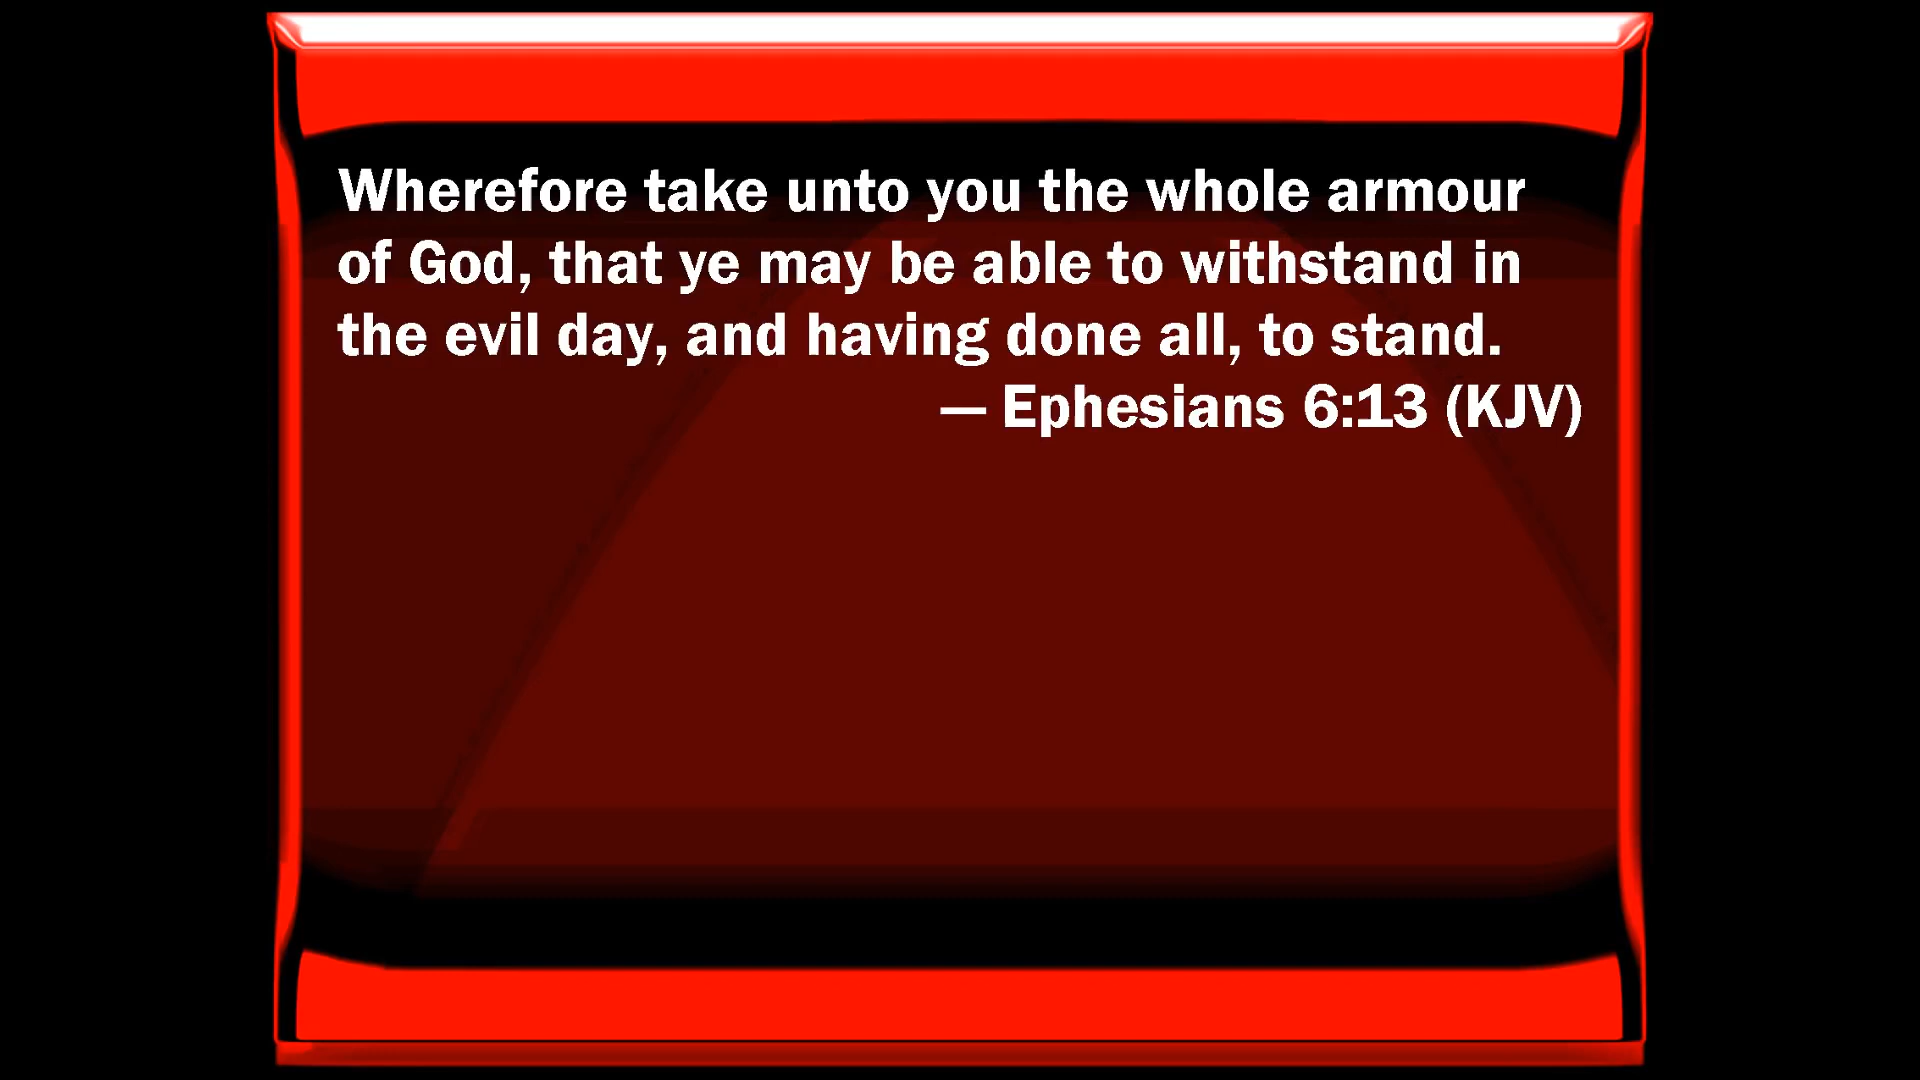 Wherefore take unto you the whole armour
of God, that ye may be able to withstand in
the evil day, and having done all, to stand.
— Ephesians 6:13 (KJV)